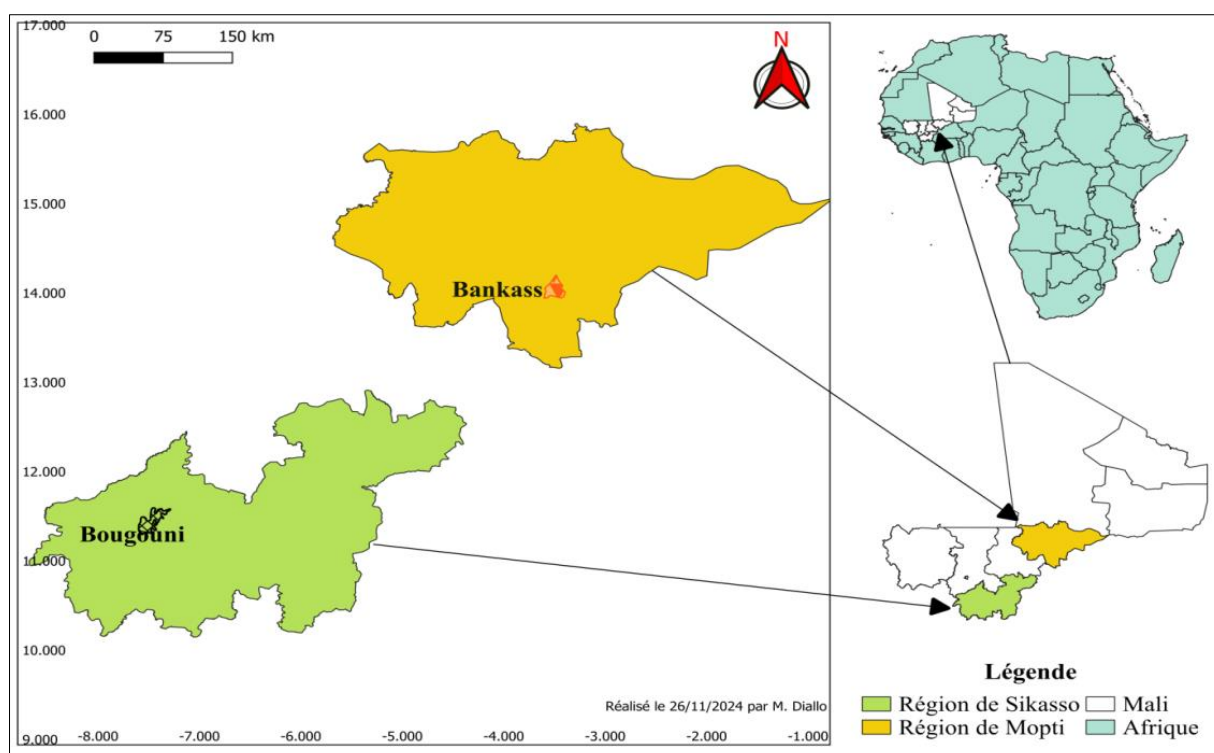 17.000
0 75 150 km
N
16.000
15.000
Bankass
14.000
13.000
12.000
Bougouni
11.000
10.000
Réalisé le 26/11/2024 par M. Diallo
9.000
-8.000 -7.000 -6.000 -5.000 -4.000 -3.000 -2.000 -1.000
Légende
Région de Sikasso Mali
Région de Mopti Afrique